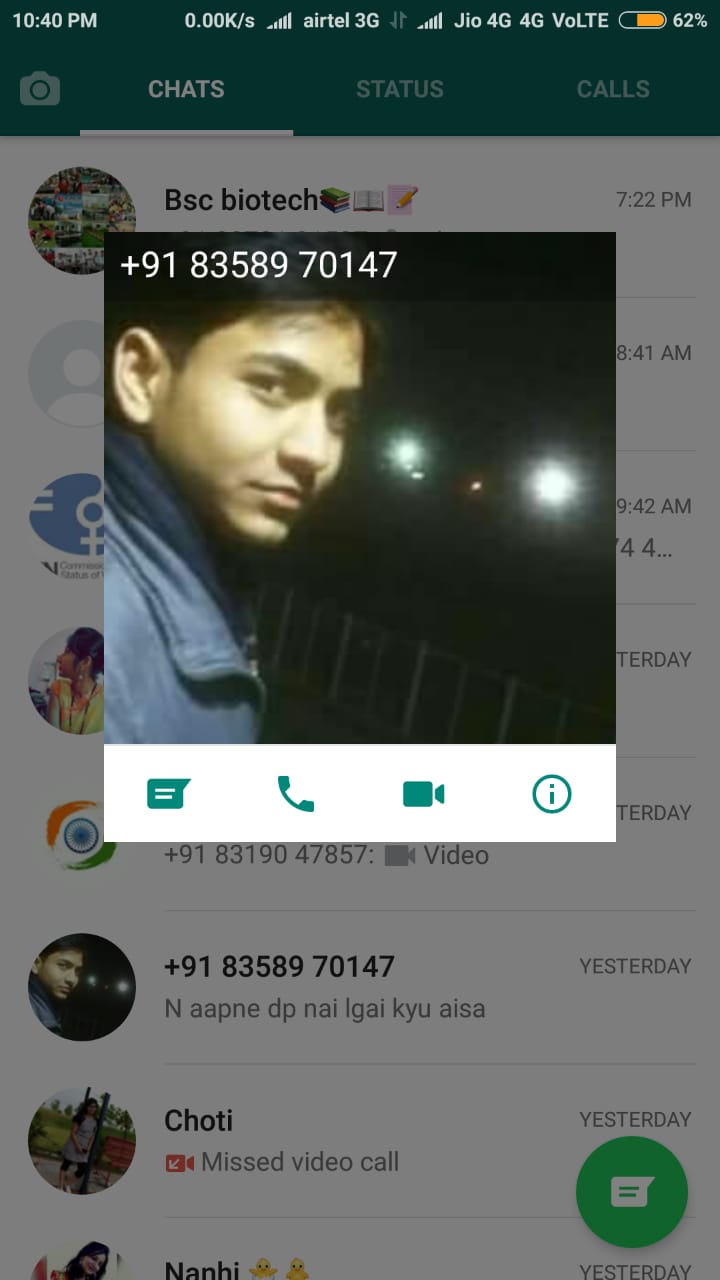 10:40 PM 0.00K/s airtel 3G Jio 4G 4G VoLTE 62%
CHATS STATUS CALLS
Bsc biotech📚📖📝 7:22 PM
+91 83589 70147
8:41 AM
9:42 AM
74 4...
Status of
TERDAY
TERDAY
+91 83190 47857: Video
+91 83589 70147 YESTERDAY
N aapne dp nai lgai kyu aisa
Choti YESTERDAY
Missed video call
Nanhi 🐣🐥 YESTERDAY